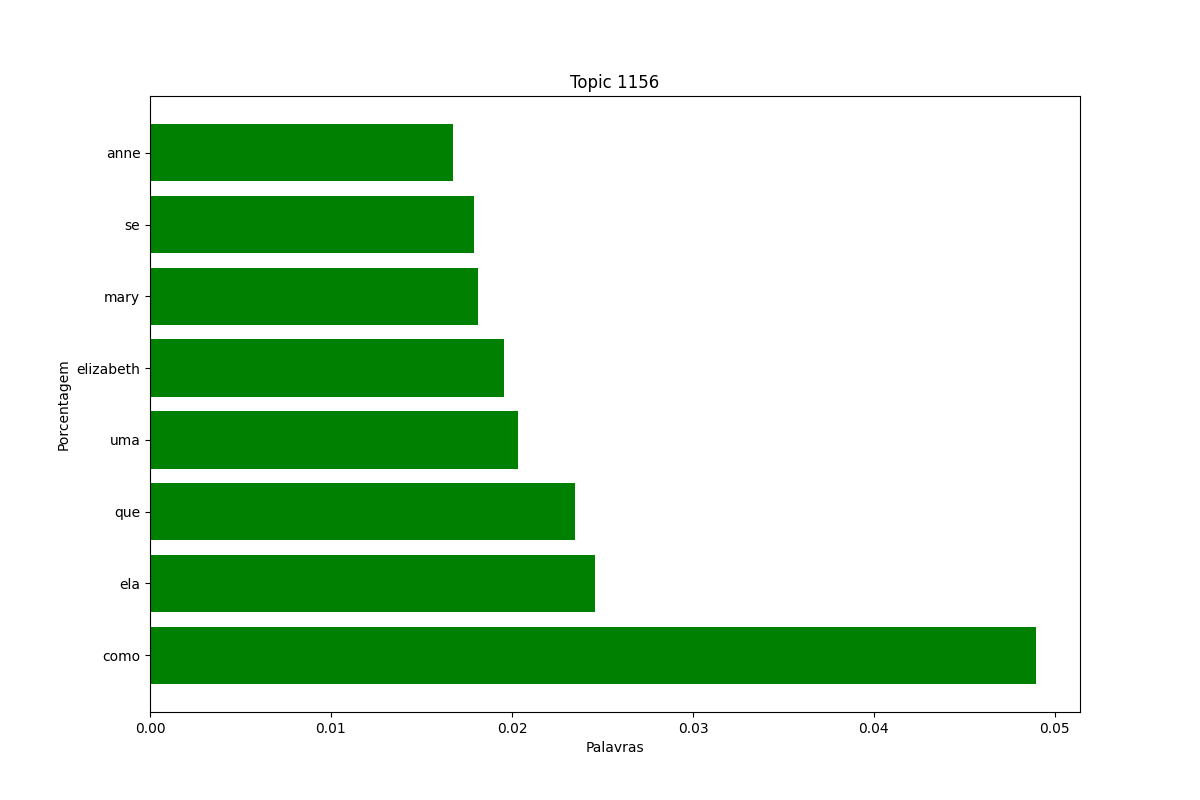 Topic 1156
anne
se
mary
elizabeth
uma
que
ela
como
Porcentagem
0.00 0.01 0.02 0.03 0.04 0.05
Palavras